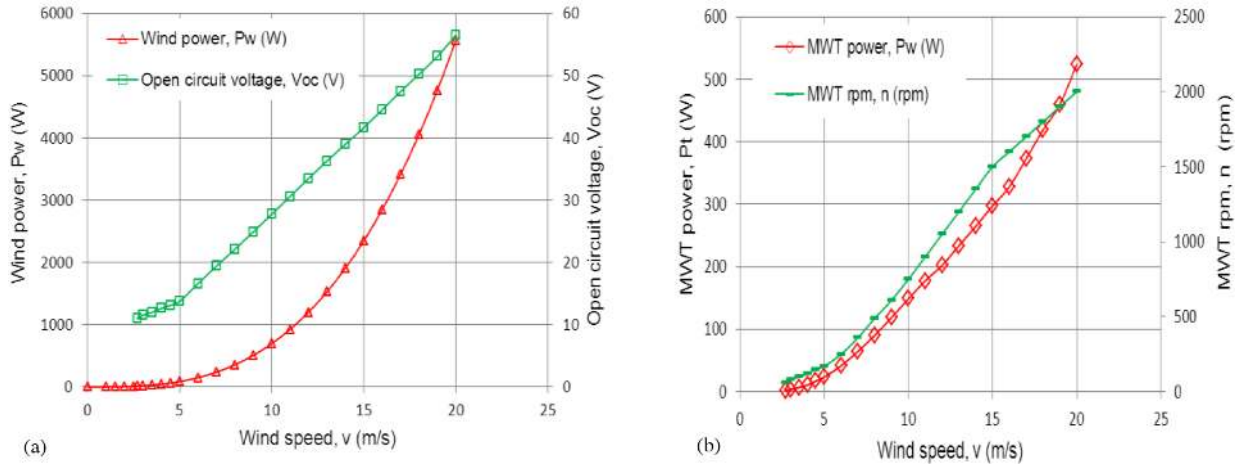 6000
5000
4000
3000
2000
1000
0
Wind power, Pw (W)
Wind power, Pw (W)
Open circuit voltage, Voc (V)
60
50
40
30
20
10
0
Open circuit voltage, Voc (V)
0 5 10 15 20 25
Wind speed, v (m/s)
(a)
600
500
400
300
200
100
0
MWT power, Pt (W)
MWT power, Pw (W)
MWT rpm, n (rpm)
2500
2000
1500
1000
500
0
MWT rpm, n (rpm)
0 5 10 15 20 25
Wind speed, v (m/s)
(b)